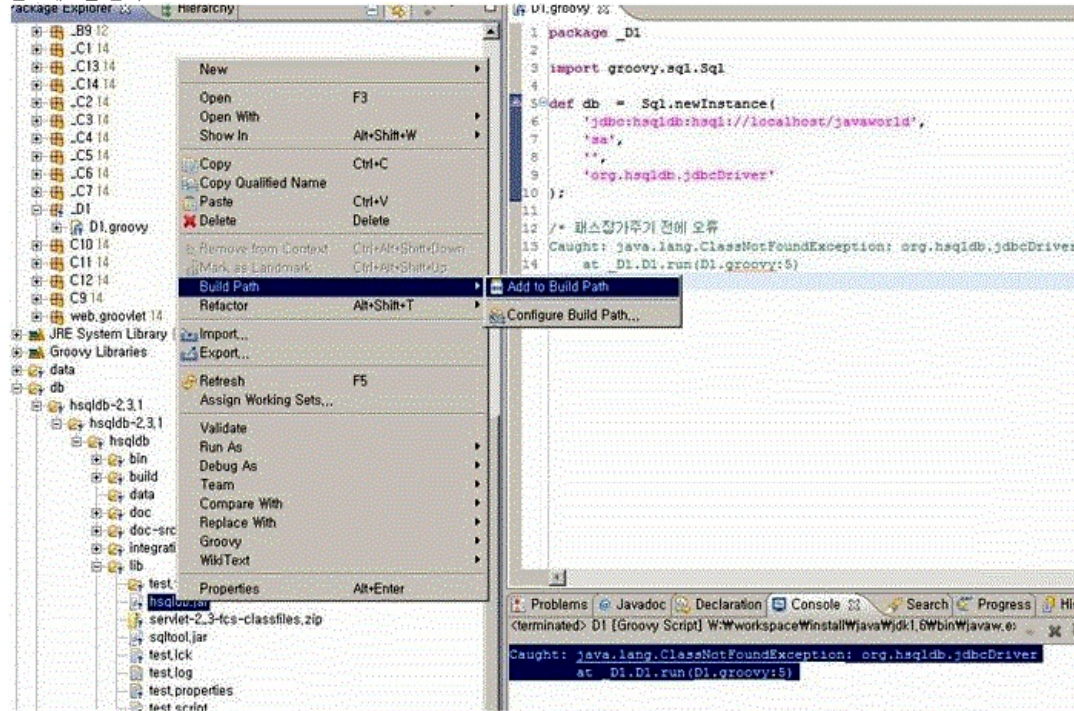 Package Explorer
Hierarchy
_B9 12
_C1 14
_C13 14
_C14 14
_C2 14
_C3 14
_C4 14
_C5 14
_C6 14
_C7 14
_D1
D1.groovy
C10 14
C11 14
C12 14
C9 14
web.groovlet 14
JRE System Library
Groovy Libraries
data
db
hsqldb-2.3.1
hsqldb-2.3.1
hsqldb
bin
build
data
doc
doc-src
integrati
lib
test.
hsqldb.jar
servlet-2_3-fcs-classfiles.zip
sqltool.jar
test.lck
test.log
test.properties
test.script
New
Open F3
Open With
Show In Alt+Shift+W
Copy Ctrl+C
Copy Qualified Name
Paste Ctrl+V
Delete Delete
Remove from Context Ctrl+Alt+Shift+Down
Mark as Landmark Ctrl+Alt+Shift+Up
Build Path
Refactor Alt+Shift+T
Import...
Export...
Refresh F5
Assign Working Sets...
Validate
Run As
Debug As
Team
Compare With
Replace With
Groovy
WikiText
Properties Alt+Enter
Add to Build Path
Configure Build Path...
D1.groovy
1 package _D1
2
3 import groovy.sql.Sql
4
5 def db = Sql.newInstance(
6 'jdbc:hsqldb:hsql://localhost/javaworld',
7 'sa',
8 '',
9 'org.hsqldb.jdbcDriver'
10 );
11
12 /* 패스잡가주기 전에 오류
13 Caught: java.lang.ClassNotFoundException: org.hsqldb.jdbcDriver
14 at _D1.D1.run(D1.groovy:5)
Problems Javadoc Declaration Console Search Progress Hi
<terminated> D1 [Groovy Script] W:₩workspace₩install₩java₩jdk1.6₩bin₩javaw.e
Caught: java.lang.ClassNotFoundException: org.hsqldb.jdbcDriver
at _D1.D1.run(D1.groovy:5)